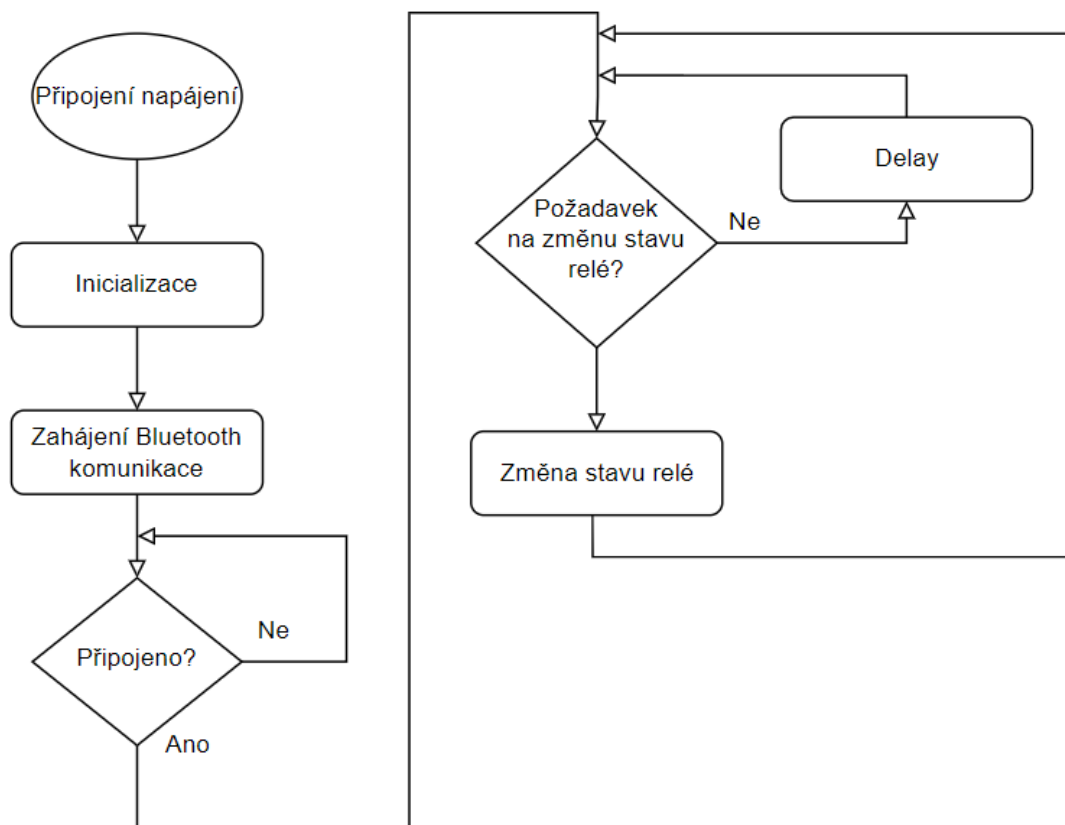 Připojení napájení
Inicializace
Zahájení Bluetooth
komunikace
Připojeno?
Ne
Ano
Požadavek
na změnu stavu
relé?
Ne
Delay
Změna stavu relé